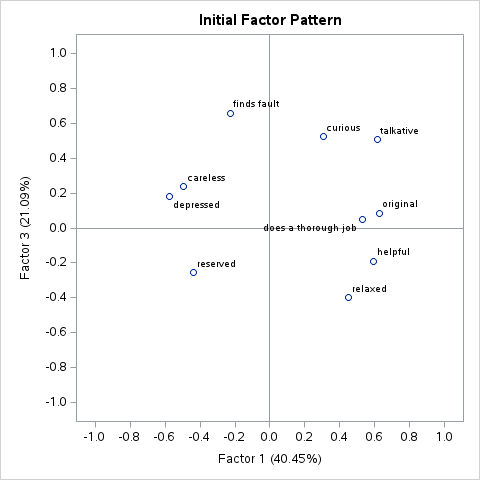 Initial Factor Pattern
Factor 3 (21.09%)
1.0
0.8
0.6
0.4
0.2
0.0
-0.2
-0.4
-0.6
-0.8
-1.0
finds fault
curious
talkative
careless
depressed
original
does a thorough job
helpful
reserved
relaxed
-1.0 -0.8 -0.6 -0.4 -0.2 0.0 0.2 0.4 0.6 0.8 1.0
Factor 1 (40.45%)